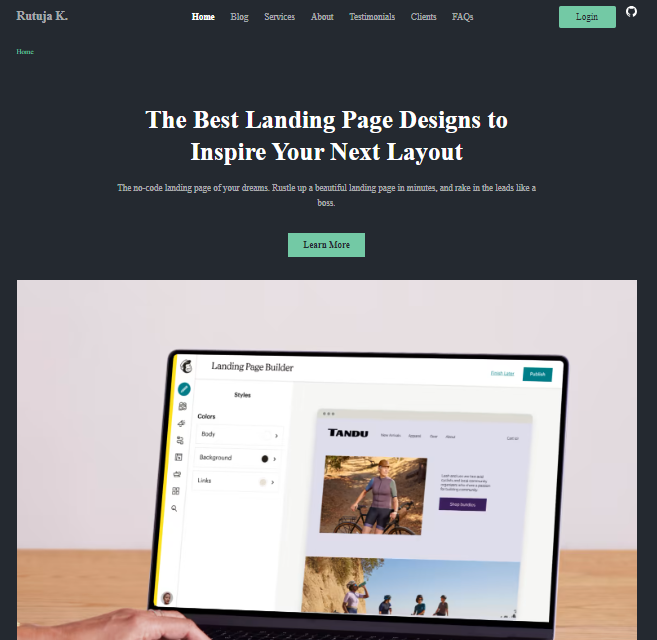 Rutuja K.
Home Blog Services About Testimonials Clients FAQs
Login
Home
The Best Landing Page Designs to
Inspire Your Next Layout
The no-code landing page of your dreams. Rustle up a beautiful landing page in minutes, and rake in the leads like a
boss.
Learn More
Landing Page Builder
Finish Later
Publish
Styles
Colors
Body
Background
Links
TANDU
New Arrivals Apparel New About
Cart (0)
Shop bundles